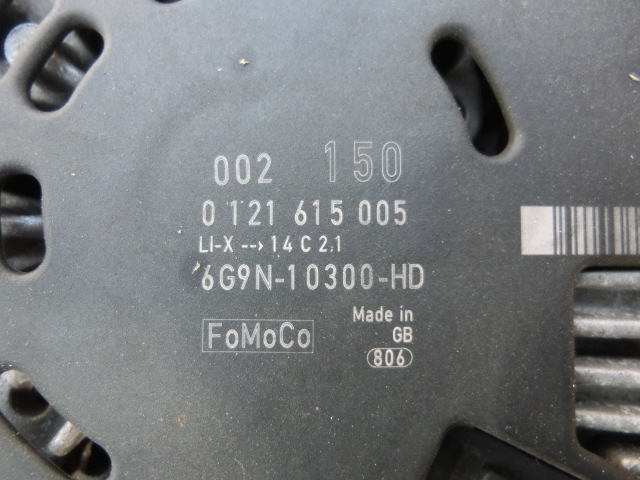 002 150
0 121 615 005
LI-X --> 14 C 2.1
6G9N-10300-HD
FoMoCo
Made in
GB
806